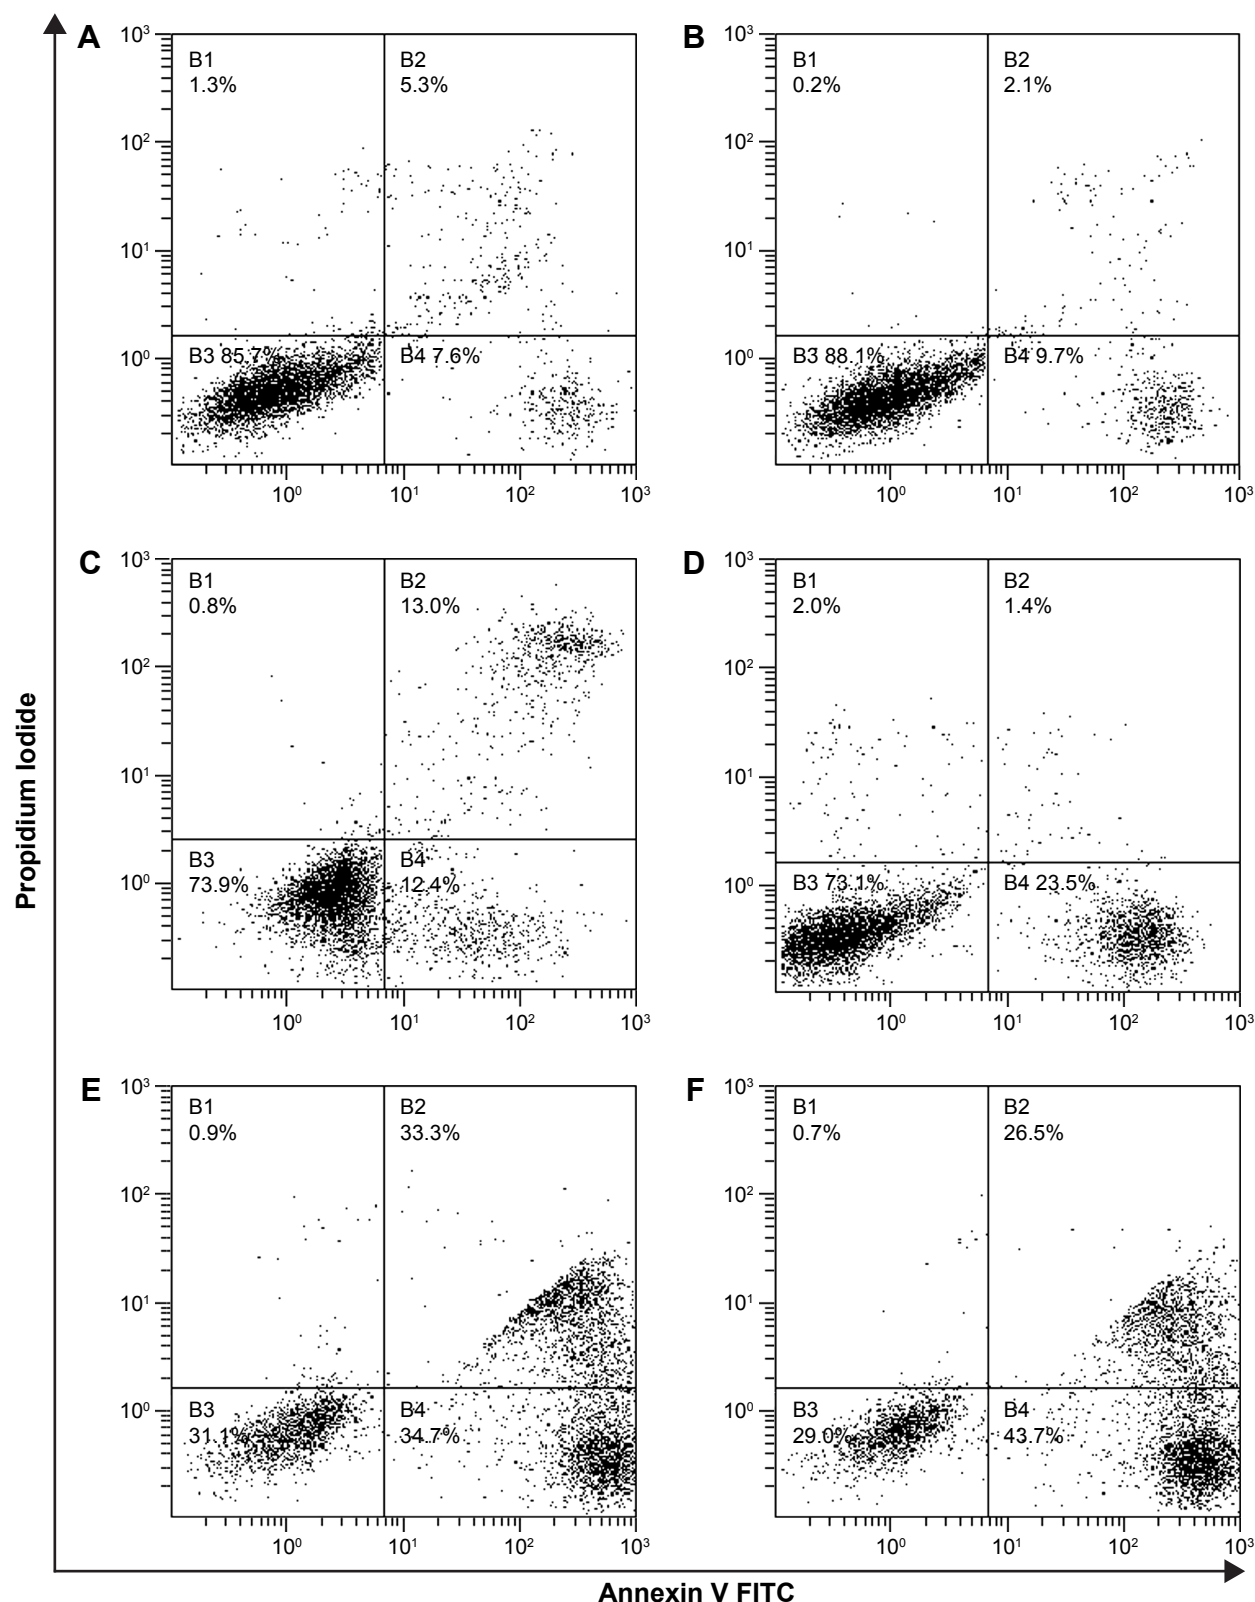 A
10³
10²
10¹
10⁰
B1
1.3%
B2
5.3%
B3 85.7%
B4 7.6%
10⁰
10¹
10²
10³
B
10³
10²
10¹
10⁰
B1
0.2%
B2
2.1%
B3 88.1%
B4 9.7%
10⁰
10¹
10²
10³
C
10³
10²
10¹
10⁰
B1
0.8%
B2
13.0%
B3
73.9%
B4
12.4%
10⁰
10¹
10²
10³
D
10³
10²
10¹
10⁰
B1
2.0%
B2
1.4%
B3 73.1%
B4 23.5%
10⁰
10¹
10²
10³
E
10³
10²
10¹
10⁰
B1
0.9%
B2
33.3%
B3
31.1%
B4
34.7%
10⁰
10¹
10²
10³
F
10³
10²
10¹
10⁰
B1
0.7%
B2
26.5%
B3
29.0%
B4
43.7%
10⁰
10¹
10²
10³
Propidium Iodide
Annexin V FITC